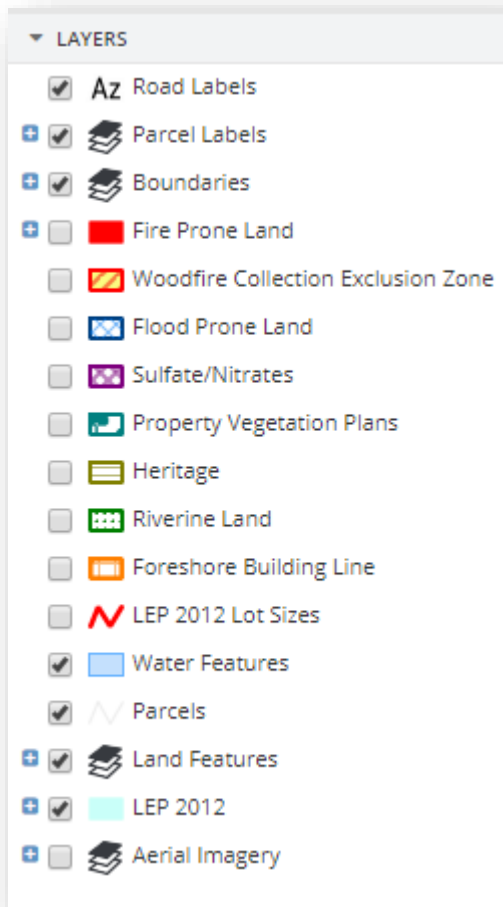 LAYERS
Az Road Labels
Parcel Labels
Boundaries
Fire Prone Land
Woodfire Collection Exclusion Zone
Flood Prone Land
Sulfate/Nitrates
Property Vegetation Plans
Heritage
Riverine Land
Foreshore Building Line
LEP 2012 Lot Sizes
Water Features
Parcels
Land Features
LEP 2012
Aerial Imagery